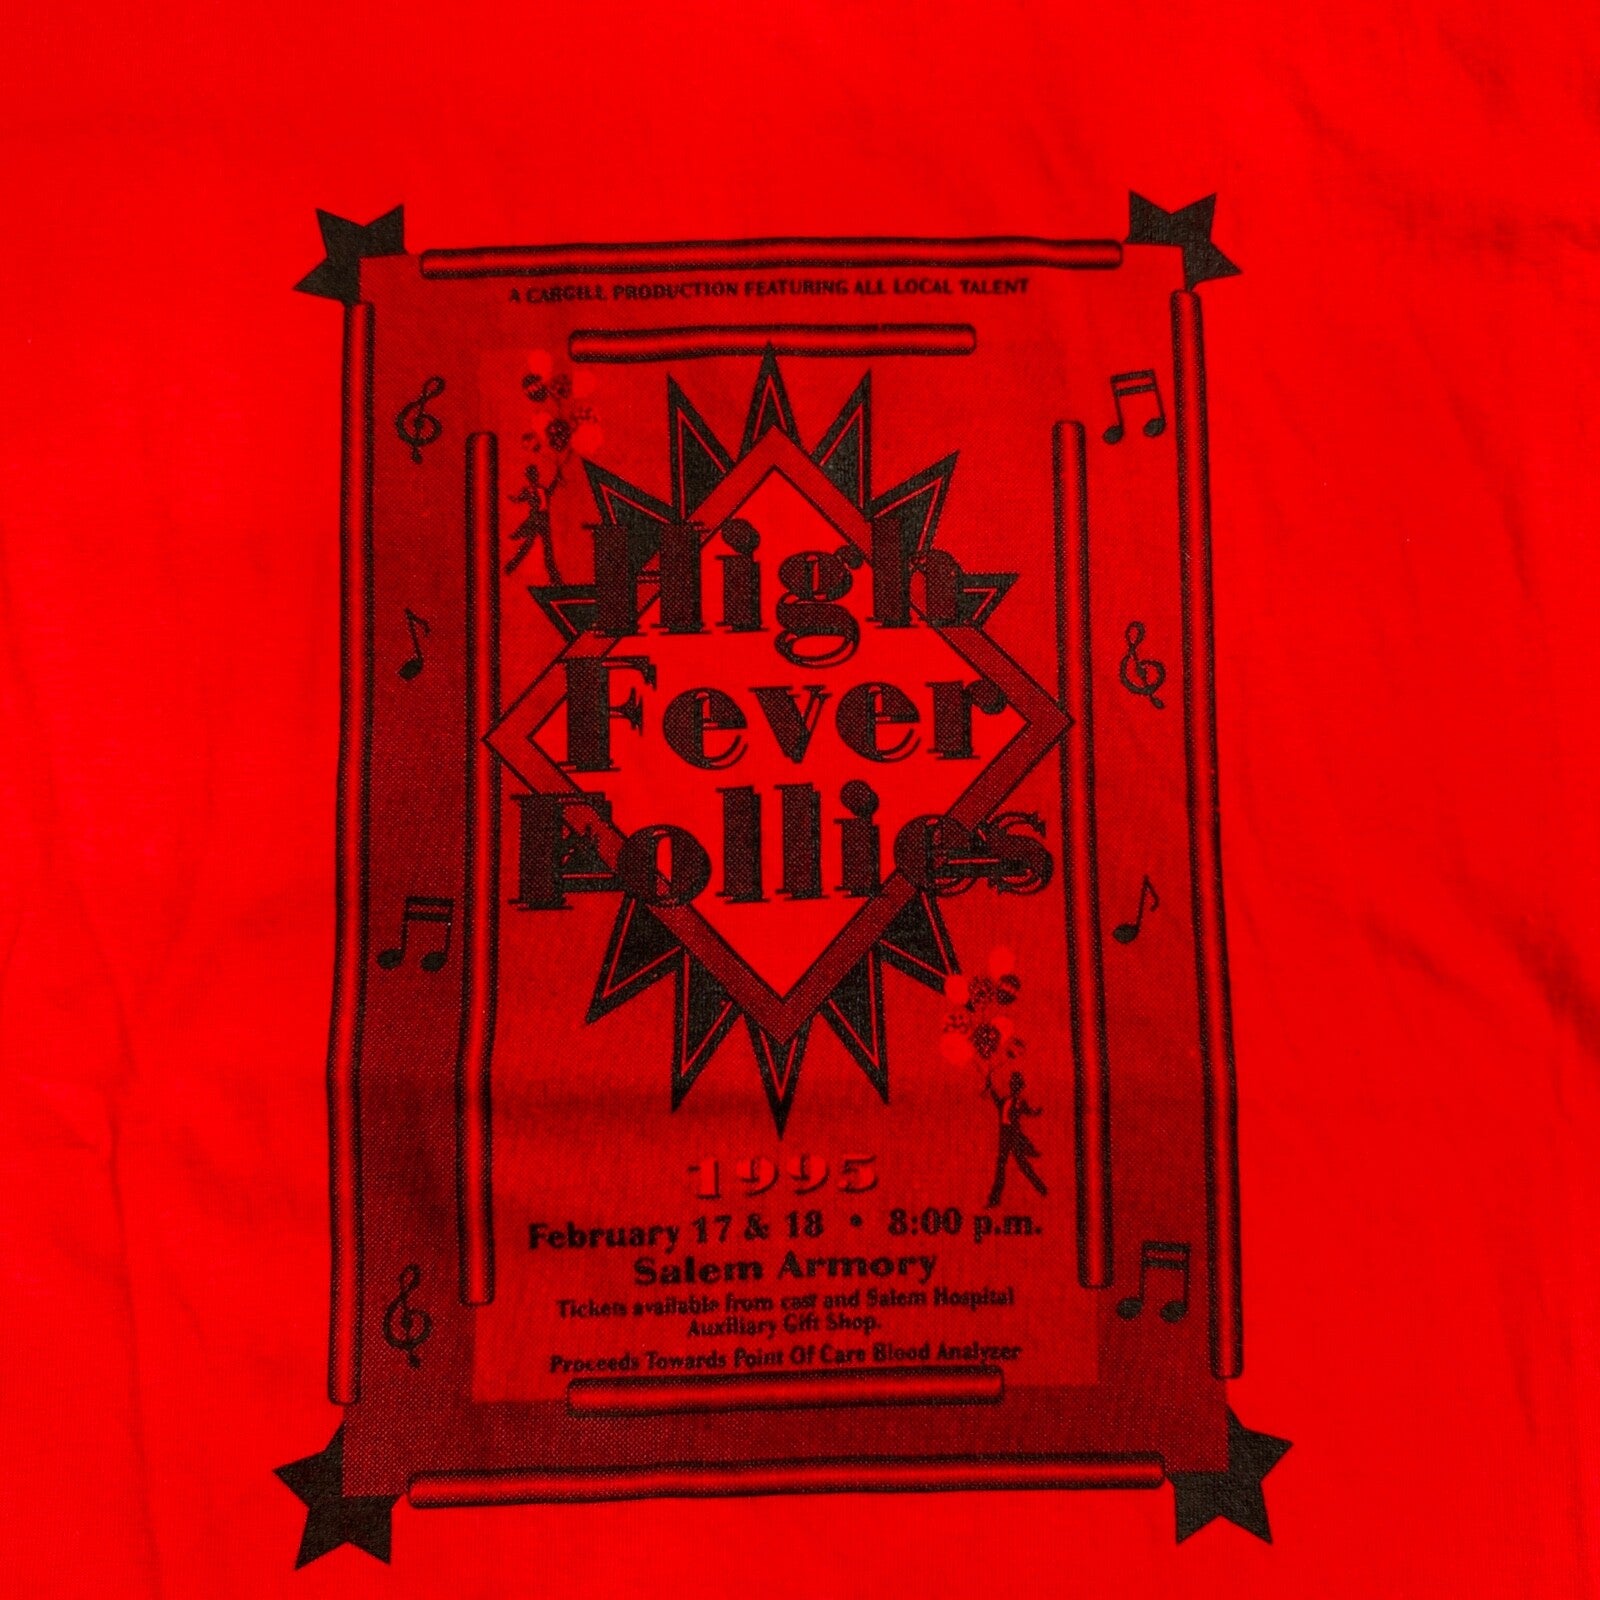 A CARGILL PRODUCTION FEATURING ALL LOCAL TALENT
High
Fever
Follies
1995
February 17 & 18 • 8:00 p.m.
Salem Armory
Tickets available from cast and Salem Hospital
Auxiliary Gift Shop.
Proceeds Towards Point Of Care Blood Analyzer